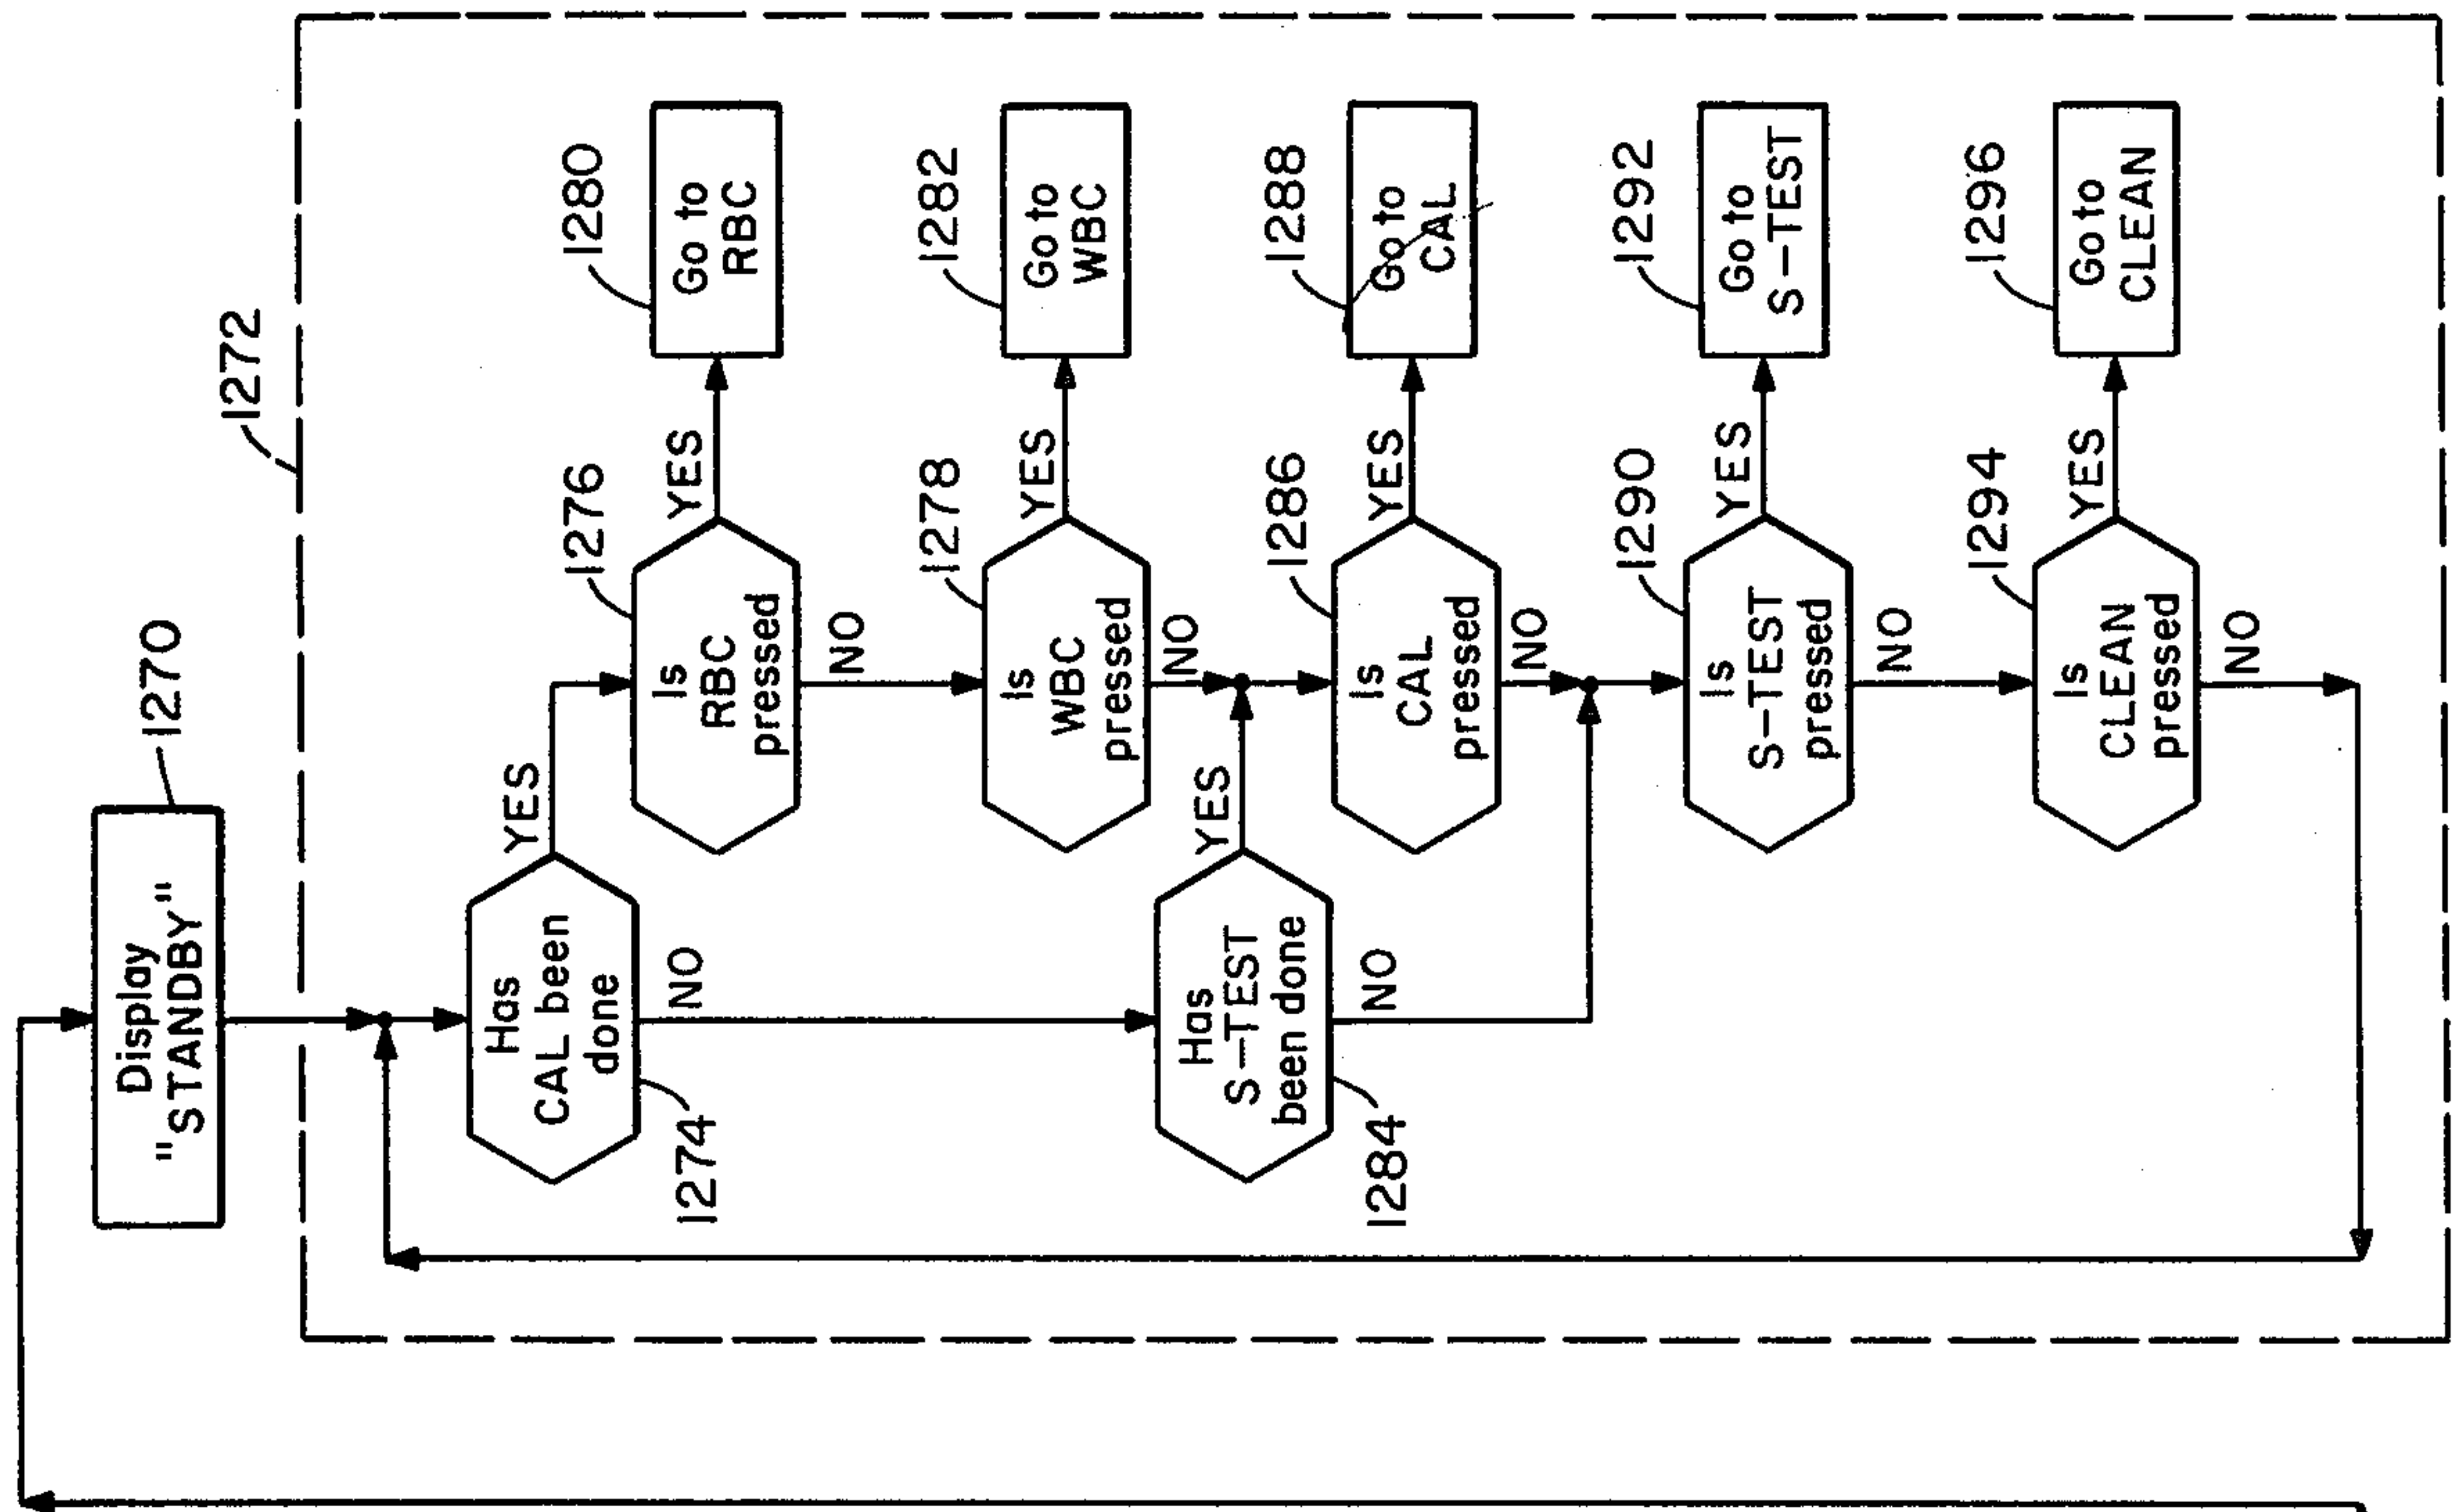 Display
"STANDBY"
1270
1272
Has
CAL been
done
1274
YES
NO
Is
RBC
pressed
1276
YES
NO
Go to
RBC
1280
Is
WBC
pressed
1278
YES
NO
Go to
WBC
1282
Has
S-TEST
been done
1284
YES
NO
Is
CAL
pressed
1286
YES
NO
Go to
CAL
1288
Is
S-TEST
pressed
1290
YES
NO
Go to
S-TEST
1292
Is
CLEAN
pressed
1294
YES
NO
Go to
CLEAN
1296